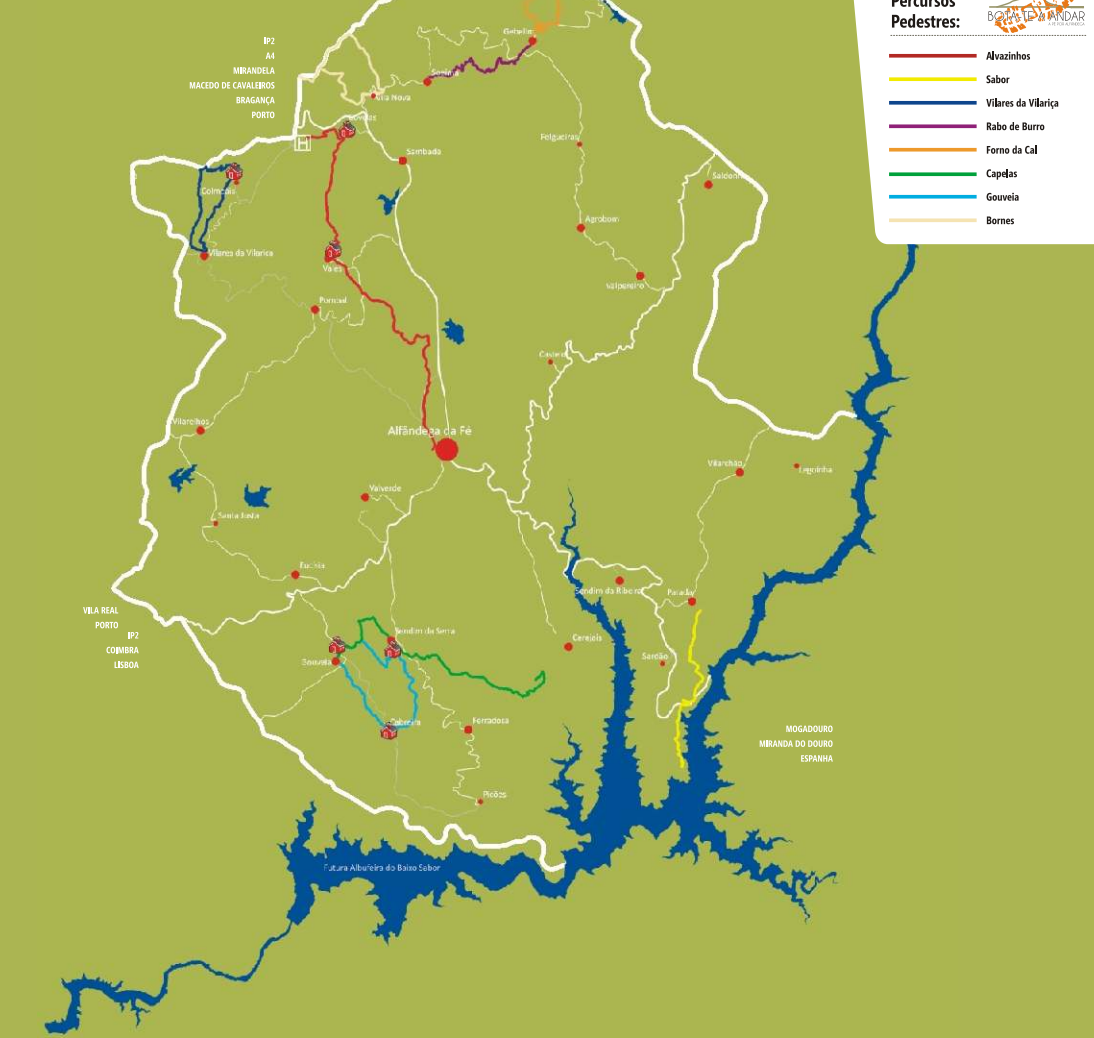 Percursos
Pedestres:
BOTA-TE A ANDAR
Alvazinhos
Sabor
Vilares da Vilariça
Rabo de Burro
Forno da Cal
Capelas
Gouveia
Bornes
IP2
A4
MIRANDELA
MACEDO DE CAVALEIROS
BRAGANÇA
PORTO
Gebelim
Soeima
Vila Nova
Sambade
Felgueiras
Saldonha
Colmeais
Agrobom
Vilares da Vilariça
Vales
Valpereiro
Pombal
Castelo
Vilarelhos
Alfândega da Fé
Vilarchão
Legoinha
Valverde
Santa Justa
Eucísia
Sendim da Ribeira
Parada
VILA REAL
PORTO
IP2
COIMBRA
LISBOA
Sendim da Serra
Cerejais
Gouveia
Sardão
Cabreira
Ferradosa
MOGADOURO
MIRANDA DO DOURO
ESPANHA
Picões
Futura Albufeira do Baixo Sabor
H